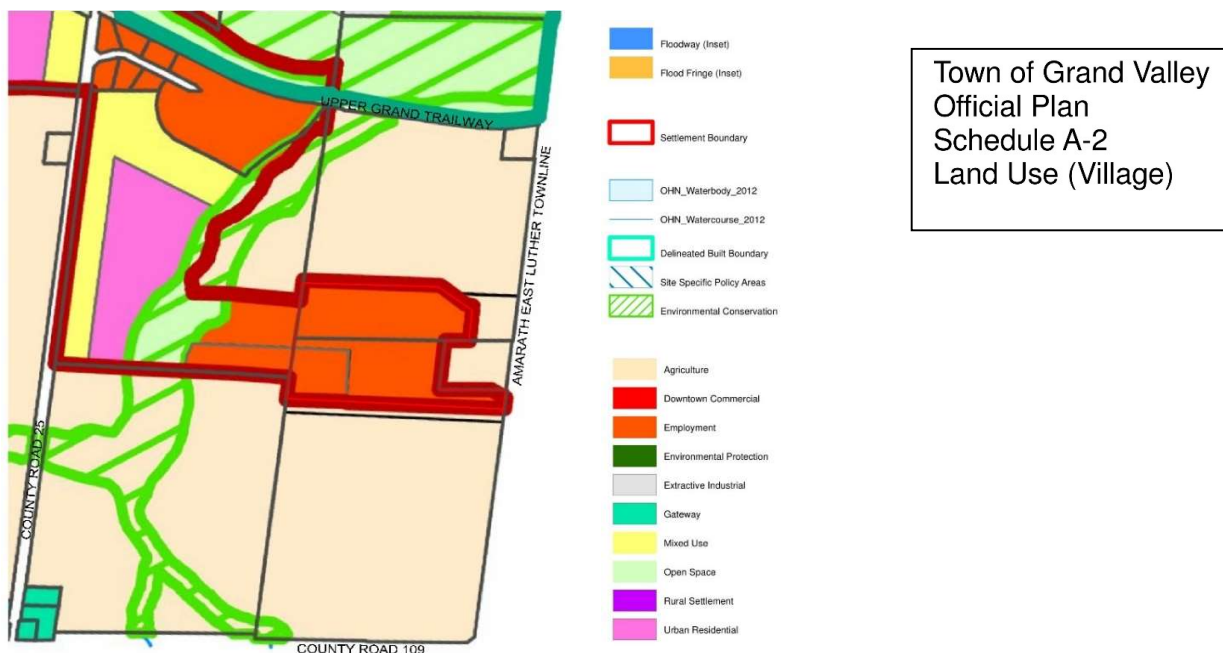 UPPER GRAND TRAILWAY
AMARATH EAST LUTHER TOWNLINE
COUNTY ROAD 25
COUNTY ROAD 109
Floodway (Inset)
Flood Fringe (Inset)
Settlement Boundary
OHN_Waterbody_2012
OHN_Watercourse_2012
Delineated Built Boundary
Site Specific Policy Areas
Environmental Conservation
Agriculture
Downtown Commercial
Employment
Environmental Protection
Extractive Industrial
Gateway
Mixed Use
Open Space
Rural Settlement
Urban Residential
Town of Grand Valley
Official Plan
Schedule A-2
Land Use (Village)